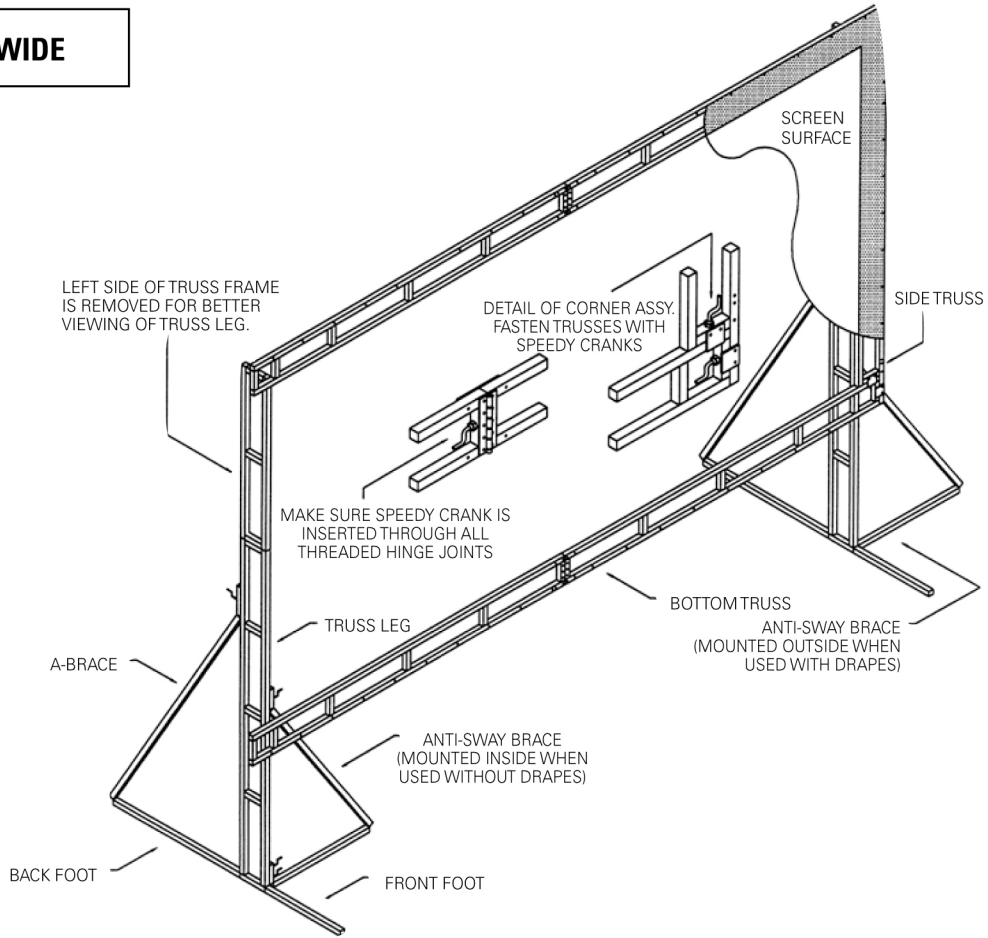 WIDE
SCREEN
SURFACE
LEFT SIDE OF TRUSS FRAME
IS REMOVED FOR BETTER
VIEWING OF TRUSS LEG.
DETAIL OF CORNER ASSY.
FASTEN TRUSSES WITH
SPEEDY CRANKS
SIDE TRUSS
MAKE SURE SPEEDY CRANK IS
INSERTED THROUGH ALL
THREADED HINGE JOINTS
BOTTOM TRUSS
TRUSS LEG
ANTI-SWAY BRACE
(MOUNTED OUTSIDE WHEN
USED WITH DRAPES)
A-BRACE
ANTI-SWAY BRACE
(MOUNTED INSIDE WHEN
USED WITHOUT DRAPES)
BACK FOOT
FRONT FOOT